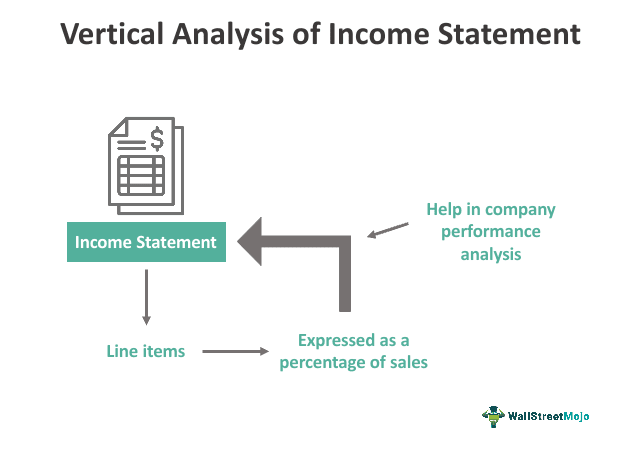 Vertical Analysis of Income Statement
$
Income Statement
Help in company
performance
analysis
Line items
Expressed as a
percentage of sales
WallStreetMojo